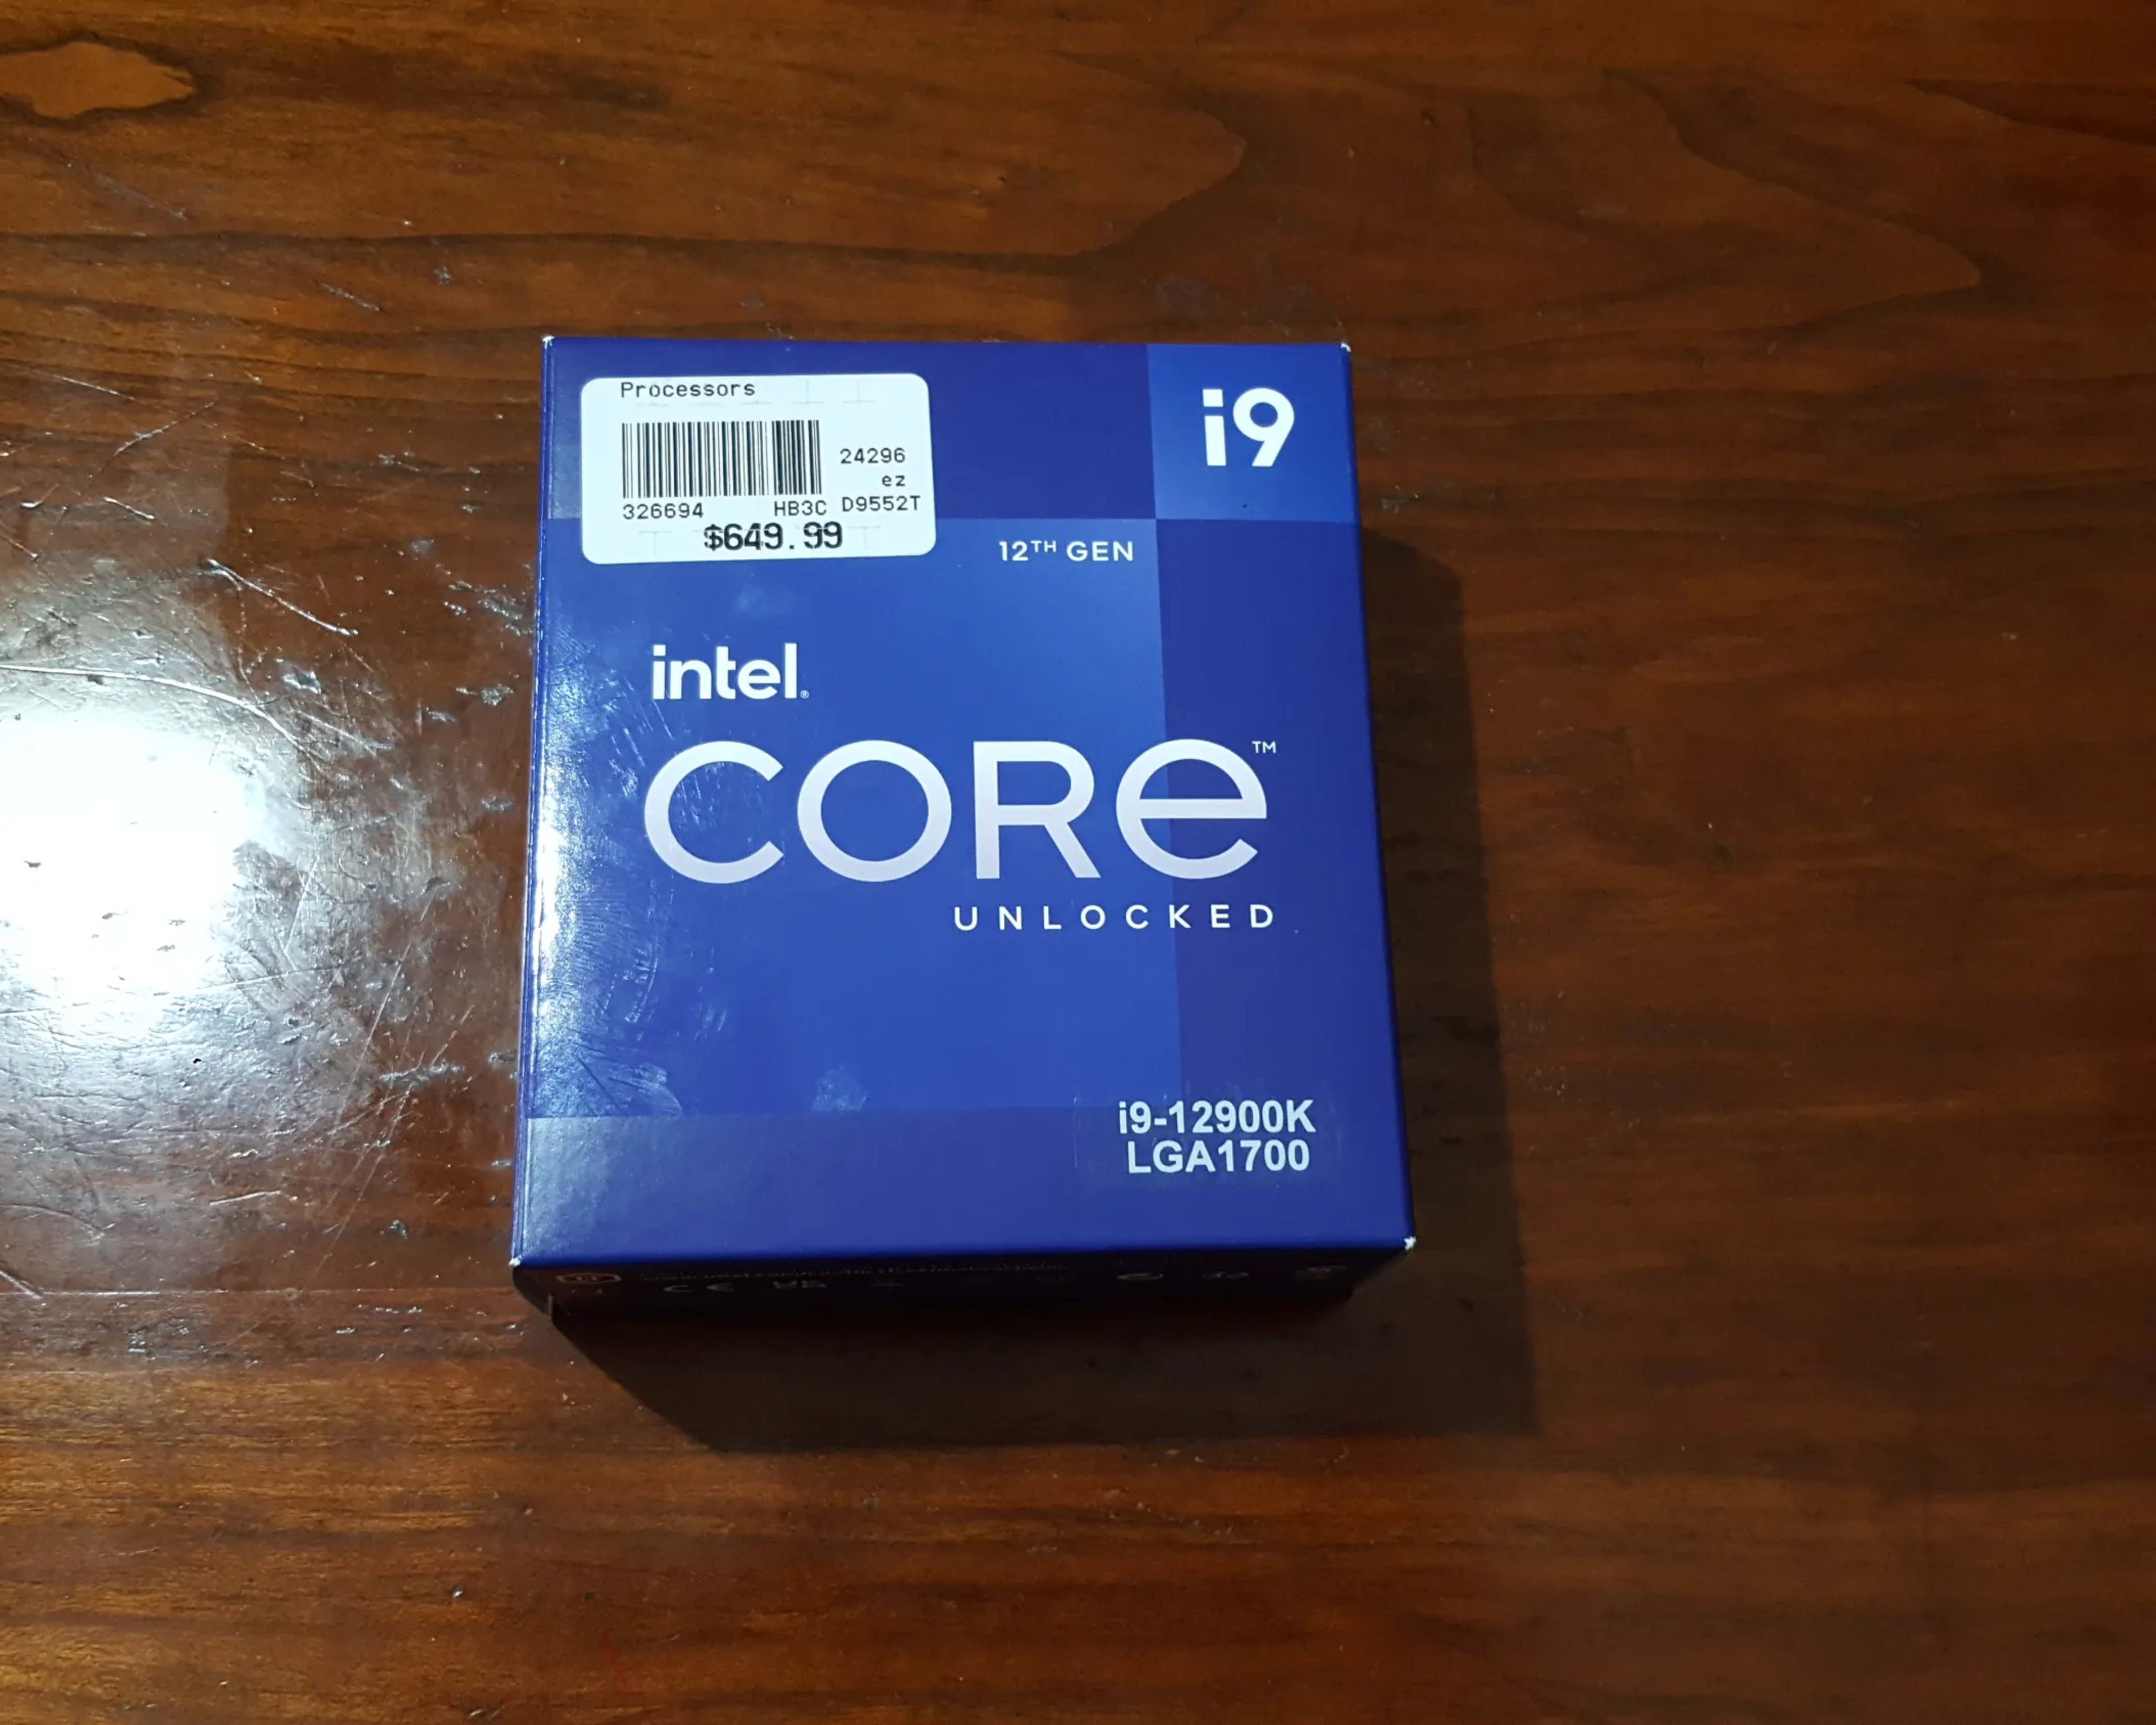 Processors
24296
ez
326694 HB3C D9552T
$649.99
i9
12TH GEN
intel®
CORE™
UNLOCKED
i9-12900K
LGA1700